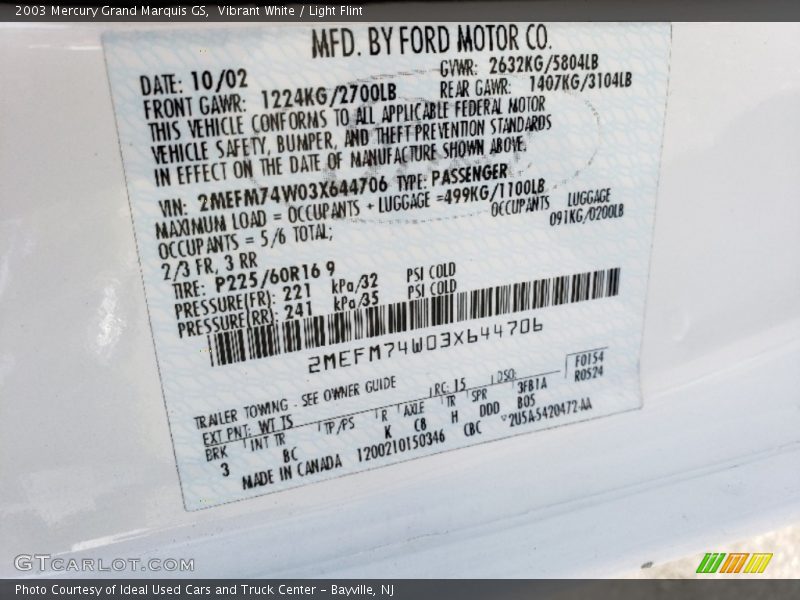 2003 Mercury Grand Marquis GS,  Vibrant White / Light Flint
MFD. BY FORD MOTOR CO.
DATE: 10/02 GVWR: 2632KG/5804LB
FRONT GAWR: 1224KG/2700LB REAR GAWR: 1407KG/3104LB
THIS VEHICLE CONFORMS TO ALL APPLICABLE FEDERAL MOTOR
VEHICLE SAFETY, BUMPER, AND THEFT PREVENTION STANDARDS
IN EFFECT ON THE DATE OF MANUFACTURE SHOWN ABOVE.
VIN: 2MEFM74W03X644706 TYPE: PASSENGER
MAXIMUM LOAD = OCCUPANTS + LUGGAGE =499KG/1100LB
OCCUPANTS = 5/6 TOTAL; OCCUPANTS LUGGAGE
2/3 FR, 3 RR 091KG/0200LB
TIRE: P225/60R16 9
PRESSURE(FR): 221 kPa/32 PSI COLD
PRESSURE(RR): 241 kPa/35 PSI COLD
2MEFM74W03X644706
TRAILER TOWING - SEE OWNER GUIDE
EXT PNT: WT TS RC: 15 DSO: F0154
BRK INT TR TP/PS R AXLE TR SPR 3FB1A R0524
3 BC K CB H DDD B05
MADE IN CANADA 1200210150346 CBC 2U5A-5420472-AA
GTCARLOT.COM
Photo Courtesy of Ideal Used Cars and Truck Center – Bayville, NJ